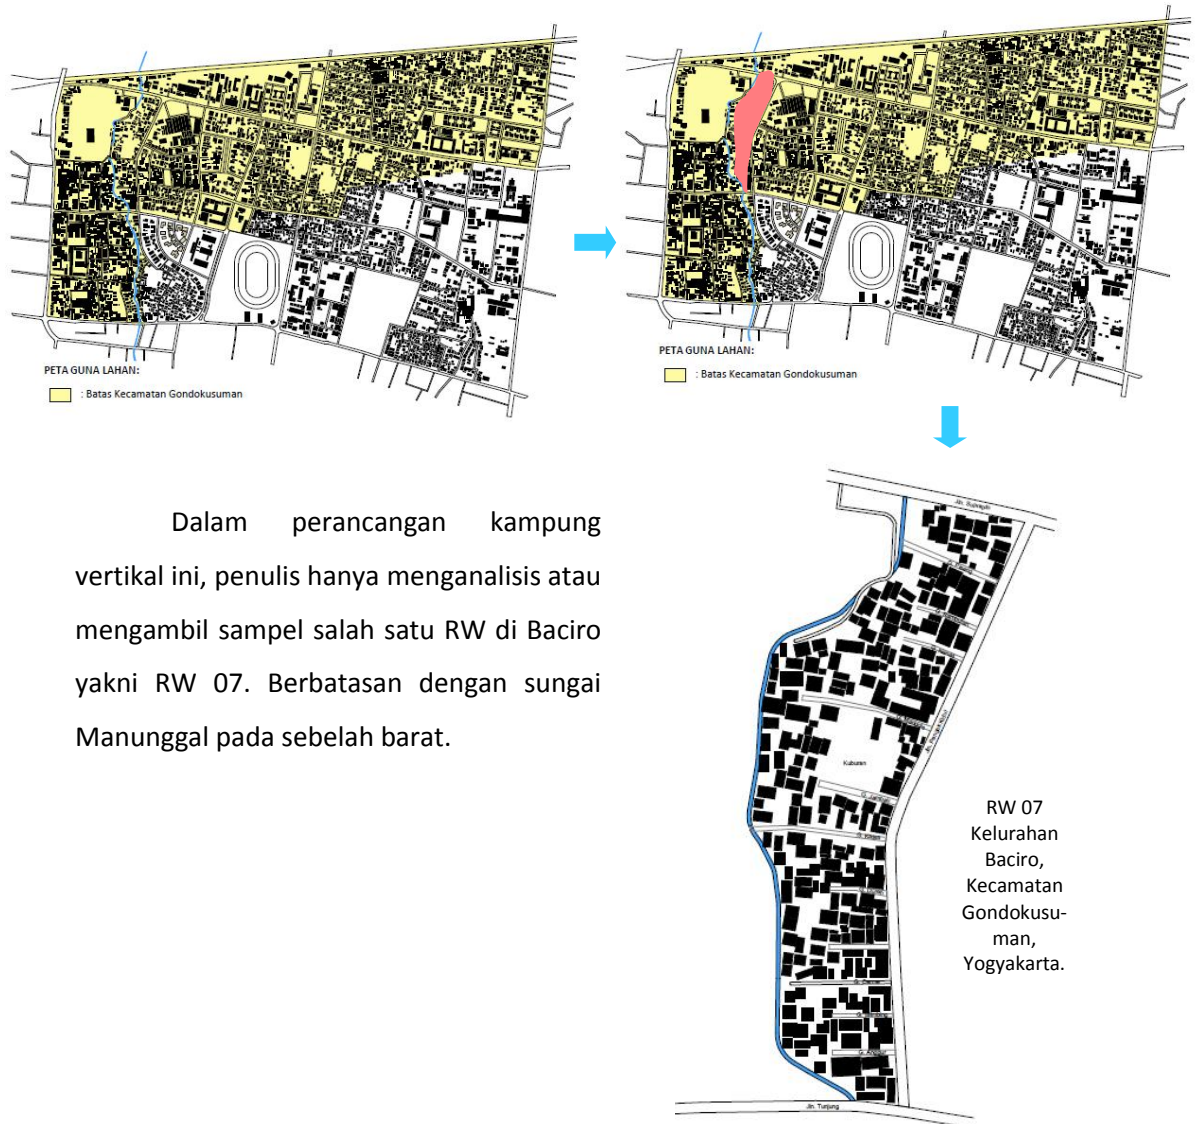 PETA GUNA LAHAN:
: Batas Kecamatan Gondokusuman
PETA GUNA LAHAN:
: Batas Kecamatan Gondokusuman
Dalam perancangan kampung
vertikal ini, penulis hanya menganalisis atau
mengambil sampel salah satu RW di Baciro
yakni RW 07. Berbatasan dengan sungai
Manunggal pada sebelah barat.
Kuburan
Jln. Tunjung
RW 07
Kelurahan
Baciro,
Kecamatan
Gondokusu-
man,
Yogyakarta.